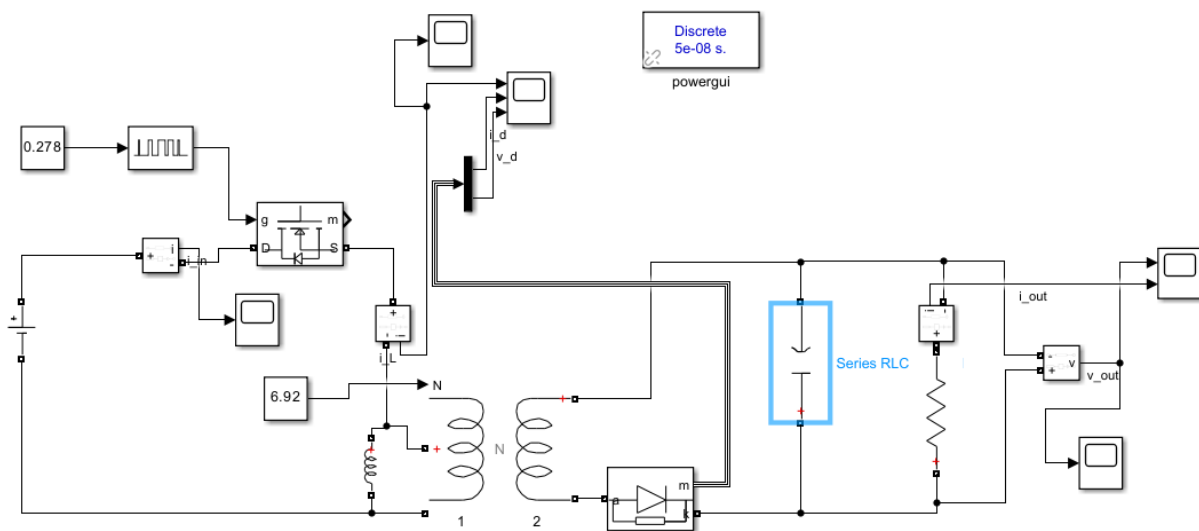 Discrete
5e-08 s.
powergui
i_d
v_d
0.278
g
m
D
S
i
+
-
i_in
+
i_out
+
i_L
Series RLC
v
v_out
6.92
N
N
+
+
a
m
k
1
2